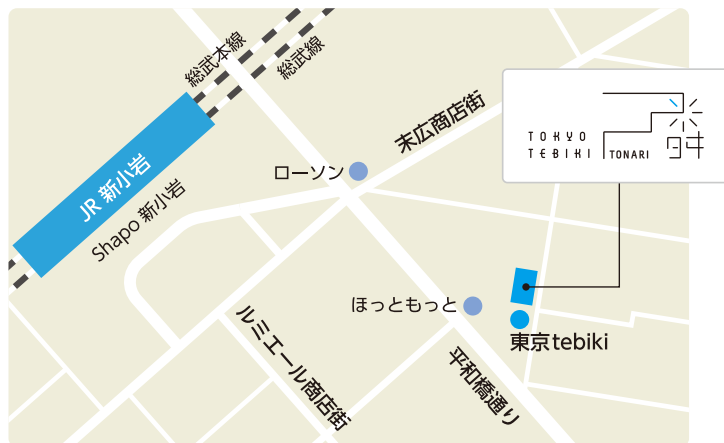 総武本線
総武線
JR 新小岩
Shapo 新小岩
末広商店街
ローソン
TOKYO
TEBIKI
TONARI
ほっともっと
東京tebiki
ルミエール商店街
平和橋通り